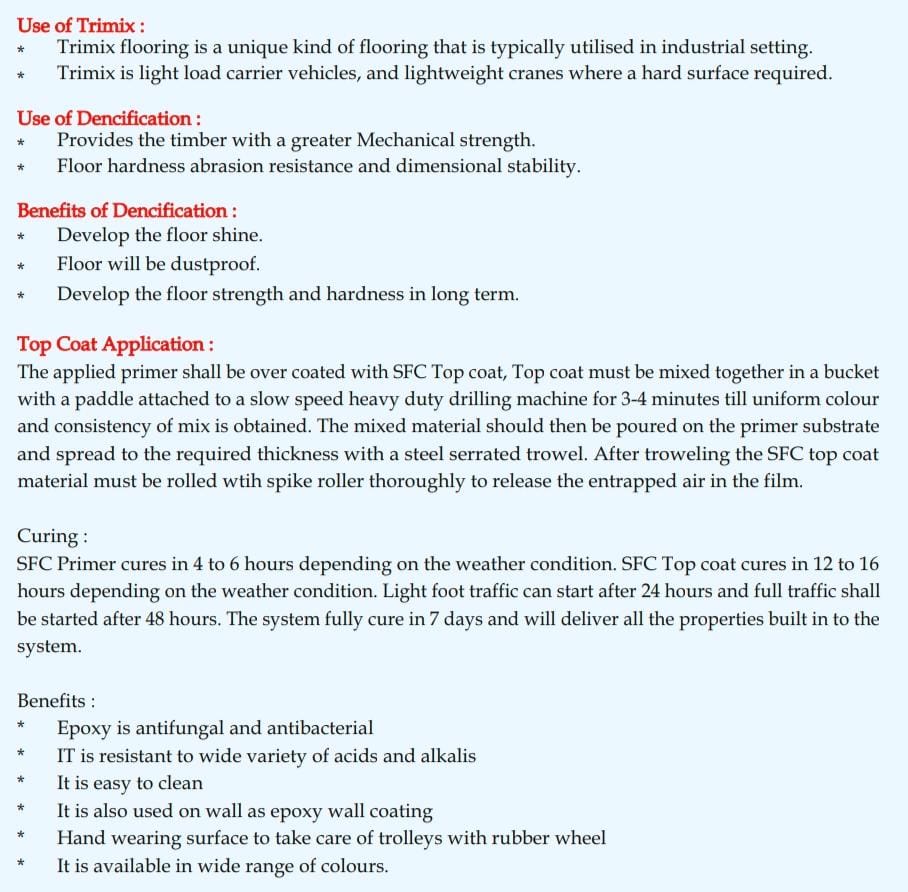 Use of Trimix :
* Trimix flooring is a unique kind of flooring that is typically utilised in industrial setting.
* Trimix is light load carrier vehicles, and lightweight cranes where a hard surface required.
Use of Dencification :
* Provides the timber with a greater Mechanical strength.
* Floor hardness abrasion resistance and dimensional stability.
Benefits of Dencification :
* Develop the floor shine.
* Floor will be dustproof.
* Develop the floor strength and hardness in long term.
Top Coat Application :
The applied primer shall be over coated with SFC Top coat, Top coat must be mixed together in a bucket
with a paddle attached to a slow speed heavy duty drilling machine for 3-4 minutes till uniform colour
and consistency of mix is obtained. The mixed material should then be poured on the primer substrate
and spread to the required thickness with a steel serrated trowel. After troweling the SFC top coat
material must be rolled wtih spike roller thoroughly to release the entrapped air in the film.
Curing :
SFC Primer cures in 4 to 6 hours depending on the weather condition. SFC Top coat cures in 12 to 16
hours depending on the weather condition. Light foot traffic can start after 24 hours and full traffic shall
be started after 48 hours. The system fully cure in 7 days and will deliver all the properties built in to the
system.
Benefits :
* Epoxy is antifungal and antibacterial
* IT is resistant to wide variety of acids and alkalis
* It is easy to clean
* It is also used on wall as epoxy wall coating
* Hand wearing surface to take care of trolleys with rubber wheel
* It is available in wide range of colours.